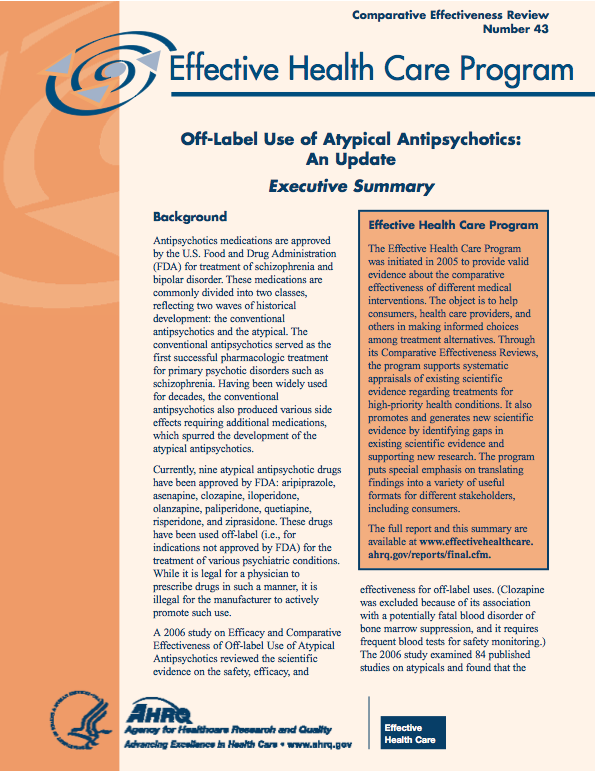 Comparative Effectiveness Review
Number 43
Effective Health Care Program
Off-Label Use of Atypical Antipsychotics:
An Update
Executive Summary
Background
Antipsychotics medications are approved
by the U.S. Food and Drug Administration
(FDA) for treatment of schizophrenia and
bipolar disorder. These medications are
commonly divided into two classes,
reflecting two waves of historical
development: the conventional
antipsychotics and the atypical. The
conventional antipsychotics served as the
first successful pharmacologic treatment
for primary psychotic disorders such as
schizophrenia. Having been widely used
for decades, the conventional
antipsychotics also produced various side
effects requiring additional medications,
which spurred the development of the
atypical antipsychotics.
Currently, nine atypical antipsychotic drugs
have been approved by FDA: aripiprazole,
asenapine, clozapine, iloperidone,
olanzapine, paliperidone, quetiapine,
risperidone, and ziprasidone. These drugs
have been used off-label (i.e., for
indications not approved by FDA) for the
treatment of various psychiatric conditions.
While it is legal for a physician to
prescribe drugs in such a manner, it is
illegal for the manufacturer to actively
promote such use.
A 2006 study on Efficacy and Comparative
Effectiveness of Off-label Use of Atypical
Antipsychotics reviewed the scientific
evidence on the safety, efficacy, and
Effective Health Care Program
The Effective Health Care Program
was initiated in 2005 to provide valid
evidence about the comparative
effectiveness of different medical
interventions. The object is to help
consumers, health care providers, and
others in making informed choices
among treatment alternatives. Through
its Comparative Effectiveness Reviews,
the program supports systematic
appraisals of existing scientific
evidence regarding treatments for
high-priority health conditions. It also
promotes and generates new scientific
evidence by identifying gaps in
existing scientific evidence and
supporting new research. The program
puts special emphasis on translating
findings into a variety of useful
formats for different stakeholders,
including consumers.
The full report and this summary are
available at www.effectivehealthcare.
ahrq.gov/reports/final.cfm.
effectiveness for off-label uses. (Clozapine
was excluded because of its association
with a potentially fatal blood disorder of
bone marrow suppression, and it requires
frequent blood tests for safety monitoring.)
The 2006 study examined 84 published
studies on atypicals and found that the
AHRQ
Agency for Healthcare Research and Quality
Advancing Excellence in Health Care • www.ahrq.gov
Effective
Health Care